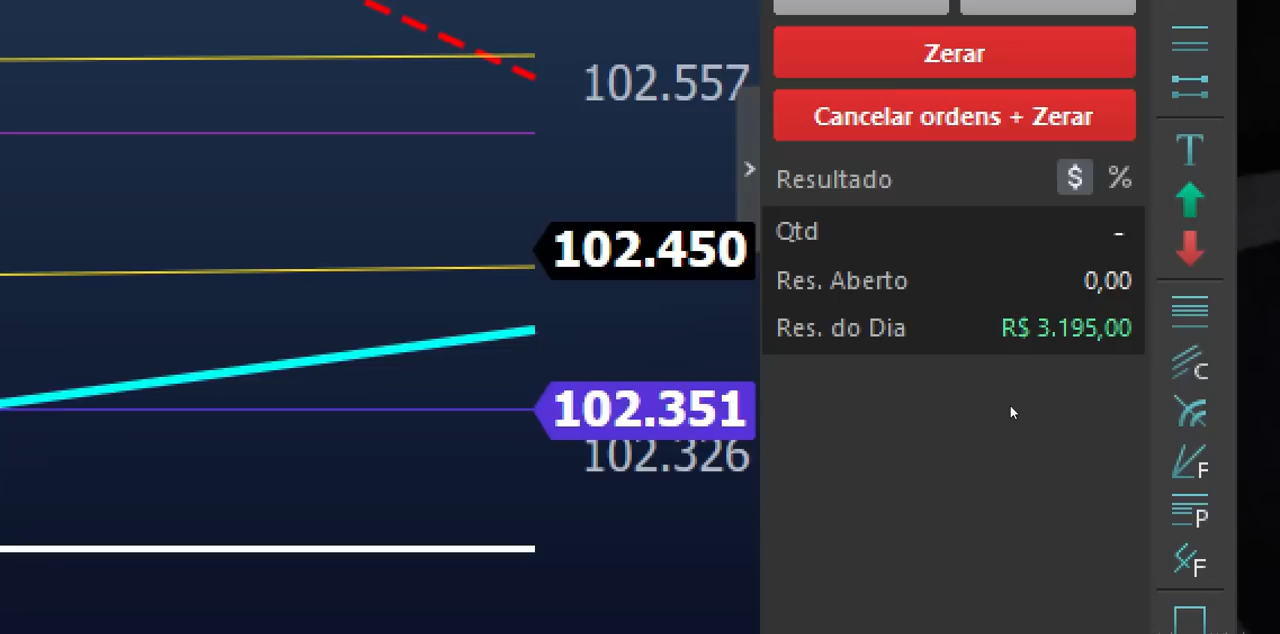 Zerar
102.557
Cancelar ordens + Zerar
Resultado $ %
Qtd -
102.450
Res. Aberto 0,00
Res. do Dia R$ 3.195,00
102.351
102.326
T
C
F
P
F